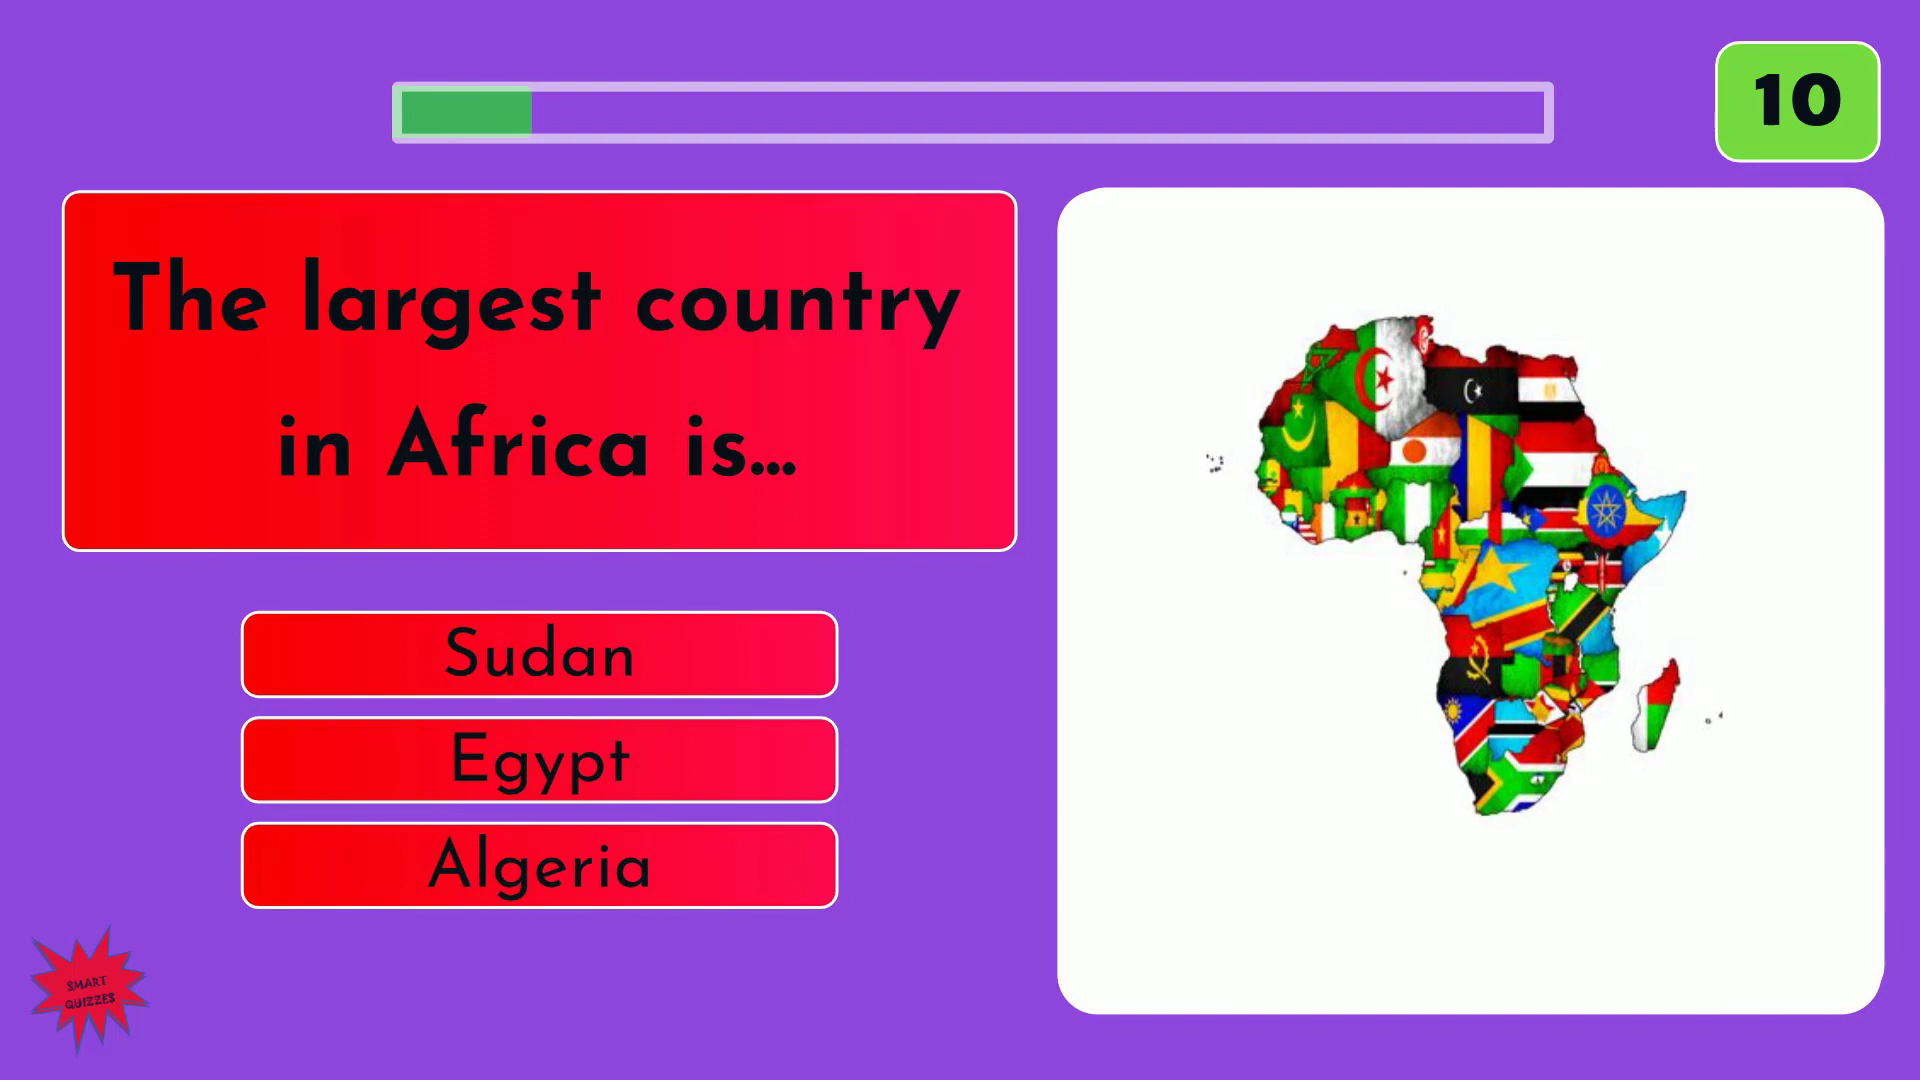 10
The largest country
in Africa is...
Sudan
Egypt
Algeria
SMART
QUIZZES